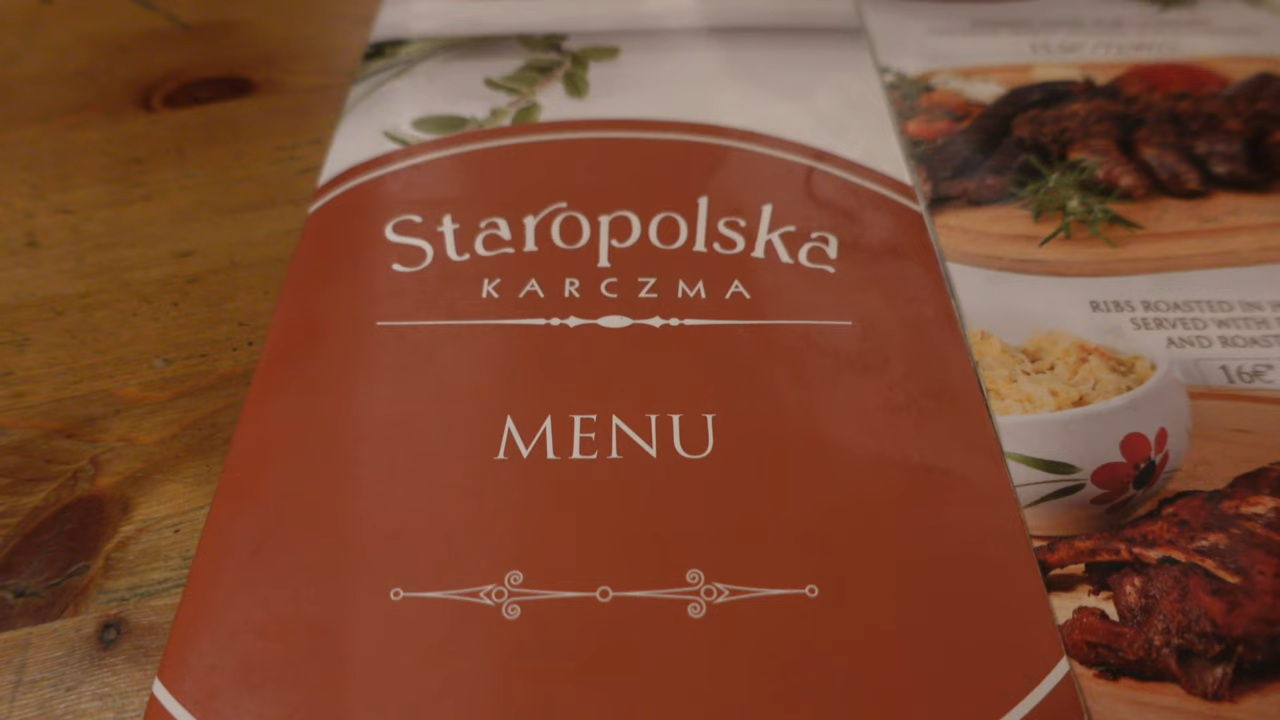 Staropolska
KARCZMA
MENU
RIBS ROASTED IN
SERVED WITH
AND ROAST
16€